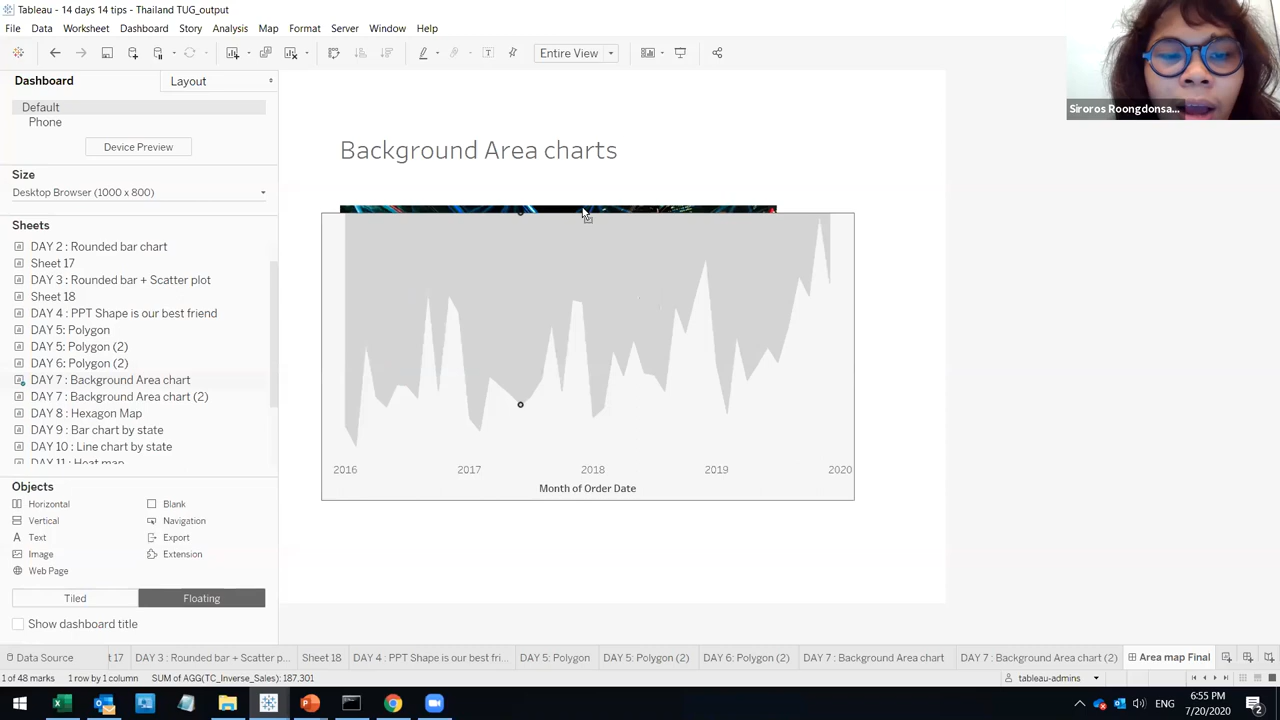 Tableau - 14 days 14 tips - Thailand TUG_output
File Data Worksheet Dashboard Story Analysis Map Format Server Window Help
Entire View
Siroros Roongdonsa...
Dashboard Layout
Default
Phone
Device Preview
Size
Desktop Browser (1000 x 800)
Sheets
DAY 2 : Rounded bar chart
Sheet 17
DAY 3 : Rounded bar + Scatter plot
Sheet 18
DAY 4 : PPT Shape is our best friend
DAY 5: Polygon
DAY 5: Polygon (2)
DAY 6: Polygon (2)
DAY 7 : Background Area chart
DAY 7 : Background Area chart (2)
DAY 8 : Hexagon Map
DAY 9 : Bar chart by state
DAY 10 : Line chart by state
DAY 11 : Heat map
Objects
Horizontal Blank
Vertical Navigation
Text Export
Image Extension
Web Page
Tiled Floating
Show dashboard title
Background Area charts
2016 2017 2018 2019 2020
Month of Order Date
Data Source t 17 DAY 3 : Rounded bar + Scatter p... Sheet 18 DAY 4 : PPT Shape is our best fri... DAY 5: Polygon DAY 5: Polygon (2) DAY 6: Polygon (2) DAY 7 : Background Area chart DAY 7 : Background Area chart (2) Area map Final
1 of 48 marks 1 row by 1 column SUM of AGG(TC_Inverse_Sales): 187.301 tableau-admins
ENG 6:55 PM
7/20/2020 2